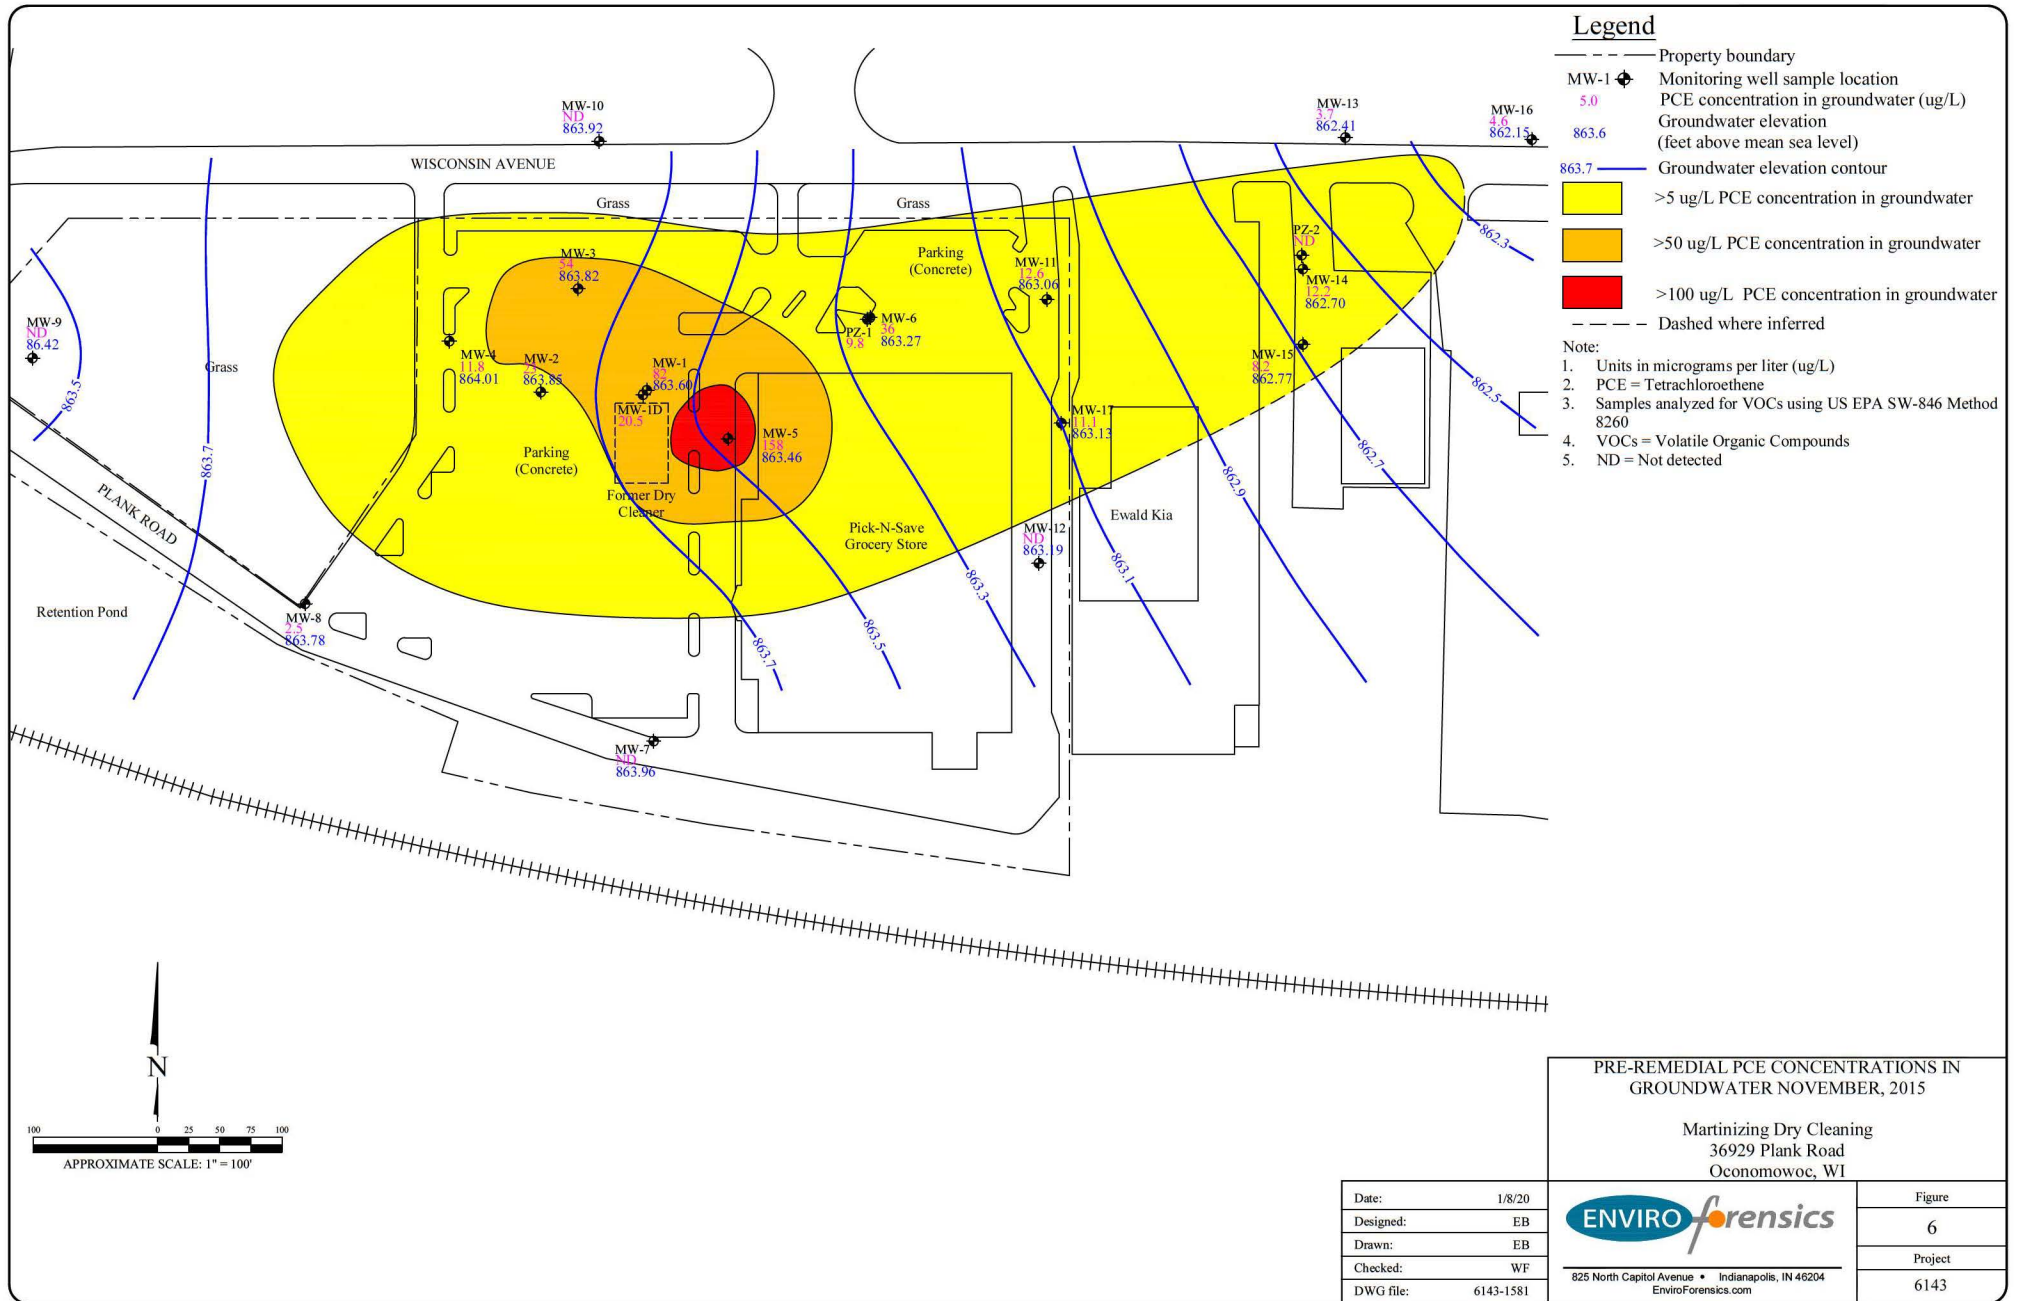 Legend
Property boundary
MW-1 Monitoring well sample location
5.0 PCE concentration in groundwater (ug/L)
863.6 Groundwater elevation
(feet above mean sea level)
863.7 Groundwater elevation contour
>5 ug/L PCE concentration in groundwater
>50 ug/L PCE concentration in groundwater
>100 ug/L PCE concentration in groundwater
Dashed where inferred
Note:
1. Units in micrograms per liter (ug/L)
2. PCE = Tetrachloroethene
3. Samples analyzed for VOCs using US EPA SW-846 Method
8260
4. VOCs = Volatile Organic Compounds
5. ND = Not detected
MW-10
ND
863.92
MW-13
3.7
862.41
MW-16
4.6
862.15
WISCONSIN AVENUE
Grass
Grass
MW-3
54
863.82
Parking
(Concrete)
MW-11
12.6
863.06
PZ-2
ND
MW-14
12.2
862.70
862.3
MW-9
ND
86.42
863.5
Grass
863.7
MW-4
11.8
864.01
MW-2
23
863.85
MW-1
82
863.60
MW-1D
20.5
PZ-1
9.8
MW-6
36
863.27
MW-15
8.2
862.77
862.5
862.7
862.9
MW-5
158
863.46
MW-17
11.1
863.13
Parking
(Concrete)
Former Dry
Cleaner
Pick-N-Save
Grocery Store
MW-12
ND
863.19
Ewald Kia
863.1
863.3
863.5
863.7
PLANK ROAD
Retention Pond
MW-8
2.5
863.78
MW-7
ND
863.96
N
100 0 25 50 75 100
APPROXIMATE SCALE: 1" = 100'
PRE-REMEDIAL PCE CONCENTRATIONS IN
GROUNDWATER NOVEMBER, 2015
Martinizing Dry Cleaning
36929 Plank Road
Oconomowoc, WI
Date: 1/8/20
Designed: EB
Drawn: EB
Checked: WF
DWG file: 6143-1581
ENVIROforensics
825 North Capitol Avenue • Indianapolis, IN 46204
EnviroForensics.com
Figure
6
Project
6143